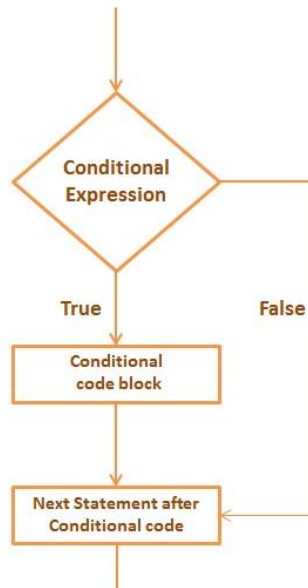 Conditional
Expression
True
False
Conditional
code block
Next Statement after
Conditional code